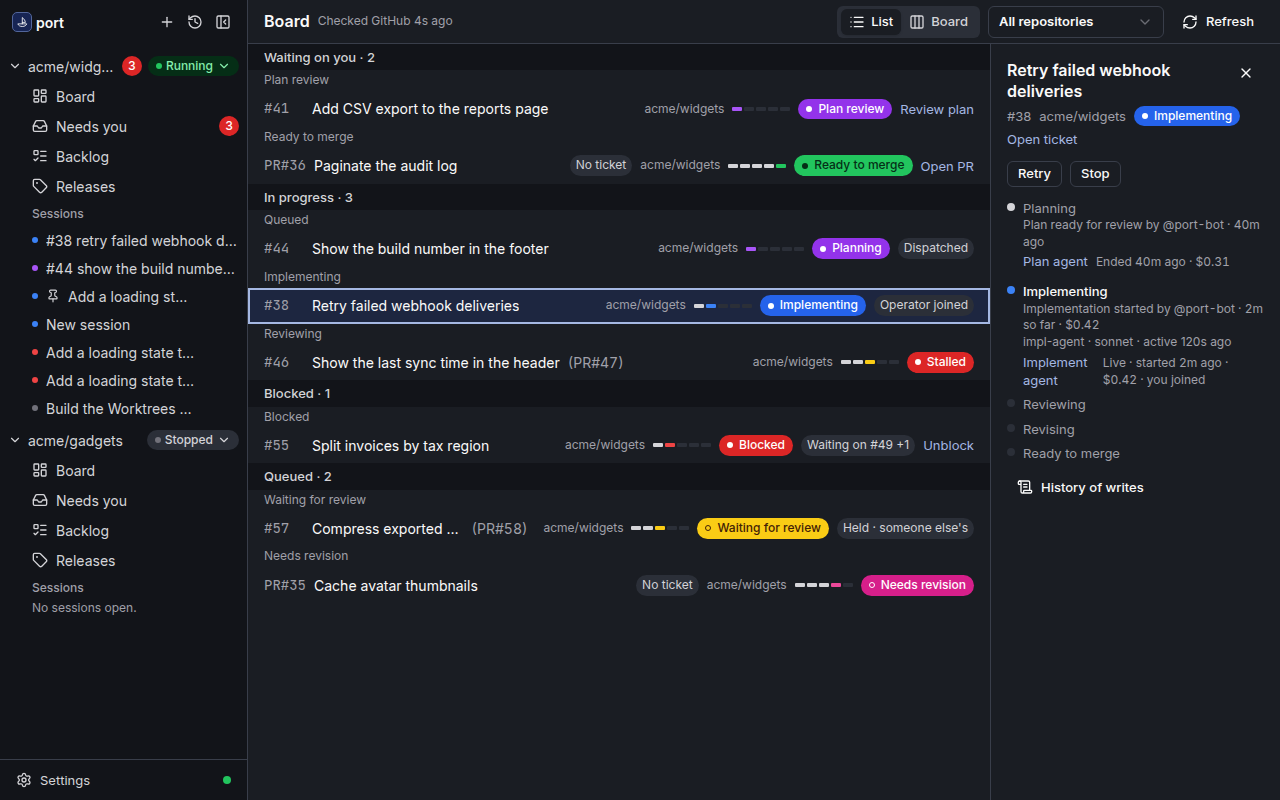 port
acme/widg... 3 Running
Board
Needs you 3
Backlog
Releases
Sessions
#38 retry failed webhook d...
#44 show the build numbe...
Add a loading st...
New session
Add a loading state t...
Add a loading state t...
Build the Worktrees ...
acme/gadgets Stopped
Board
Needs you
Backlog
Releases
Sessions
No sessions open.
Settings
Board Checked GitHub 4s ago List Board All repositories Refresh
Waiting on you · 2
Plan review
#41 Add CSV export to the reports page acme/widgets Plan review Review plan
Ready to merge
PR#36 Paginate the audit log No ticket acme/widgets Ready to merge Open PR
In progress · 3
Queued
#44 Show the build number in the footer acme/widgets Planning Dispatched
Implementing
#38 Retry failed webhook deliveries acme/widgets Implementing Operator joined
Reviewing
#46 Show the last sync time in the header (PR#47) acme/widgets Stalled
Blocked · 1
Blocked
#55 Split invoices by tax region acme/widgets Blocked Waiting on #49 +1 Unblock
Queued · 2
Waiting for review
#57 Compress exported ... (PR#58) acme/widgets Waiting for review Held · someone else's
Needs revision
PR#35 Cache avatar thumbnails No ticket acme/widgets Needs revision
Retry failed webhook
deliveries
#38 acme/widgets Implementing
Open ticket
Retry Stop
Planning
Plan ready for review by @port-bot · 40m
ago
Plan agent Ended 40m ago · $0.31
Implementing
Implementation started by @port-bot · 2m
so far · $0.42
impl-agent · sonnet · active 120s ago
Implement Live · started 2m ago ·
agent $0.42 · you joined
Reviewing
Revising
Ready to merge
History of writes